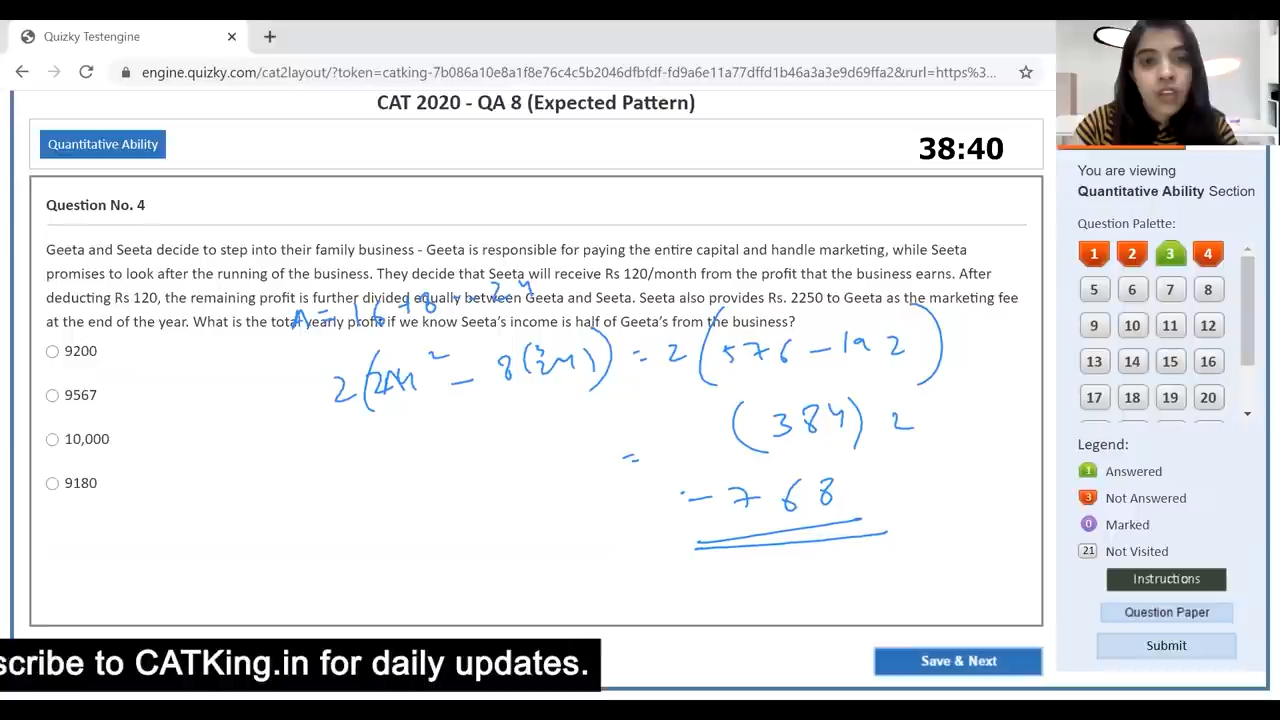 Quizky Testengine
engine.quizky.com/cat2layout/?token=catking-7b086a10e8a1f8e76c4c5b2046dfbfdf-fd9a6e11a77dffd1b46a3a3e9d69ffa2&rurl=https%3...
CAT 2020 - QA 8 (Expected Pattern)
Quantitative Ability
38:40
Question No. 4
Geeta and Seeta decide to step into their family business - Geeta is responsible for paying the entire capital and handle marketing, while Seeta
promises to look after the running of the business. They decide that Seeta will receive Rs 120/month from the profit that the business earns. After
deducting Rs 120, the remaining profit is further divided equally between Geeta and Seeta. Seeta also provides Rs. 2250 to Geeta as the marketing fee
at the end of the year. What is the total yearly profit if we know Seeta's income is half of Geeta's from the business?
A = 16 + 8 = 24
= 2 ( 576 - 192 )
( 384 ) 2
=
- 768
9200
9567
10,000
9180
You are viewing
Quantitative Ability Section
Question Palette:
1 2 3 4
5 6 7 8
9 10 11 12
13 14 15 16
17 18 19 20
Legend:
1 Answered
3 Not Answered
0 Marked
21 Not Visited
Instructions
Question Paper
Submit
Save & Next
scribe to CATKing.in for daily updates.